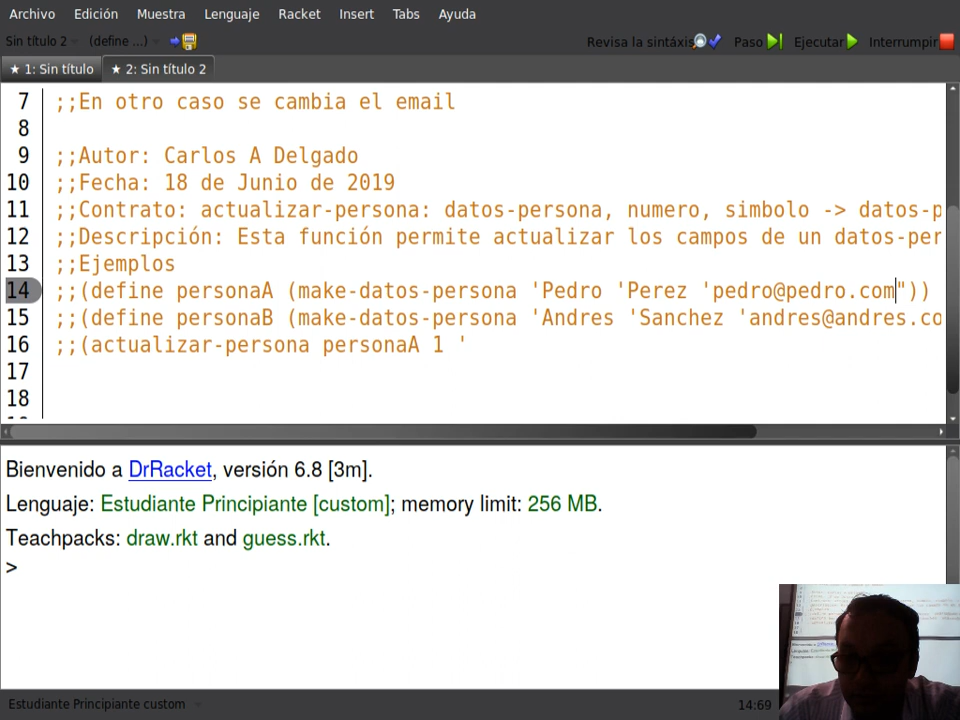 Archivo Edición Muestra Lenguaje Racket Insert Tabs Ayuda
Sin título 2 (define ...) Revisa la sintáxis Paso Ejecutar Interrumpir
★ 1: Sin título ★ 2: Sin título 2
7 ;;En otro caso se cambia el email
8
9 ;;Autor: Carlos A Delgado
10 ;;Fecha: 18 de Junio de 2019
11 ;;Contrato: actualizar-persona: datos-persona, numero, simbolo -> datos-p
12 ;;Descripción: Esta función permite actualizar los campos de un datos-per
13 ;;Ejemplos
14 ;;(define personaA (make-datos-persona 'Pedro 'Perez 'pedro@pedro.com"))
15 ;;(define personaB (make-datos-persona 'Andres 'Sanchez 'andres@andres.co
16 ;;(actualizar-persona personaA 1 '
17
18
Bienvenido a DrRacket, versión 6.8 [3m].
Lenguaje: Estudiante Principiante [custom]; memory limit: 256 MB.
Teachpacks: draw.rkt and guess.rkt.
>
Estudiante Principiante custom 14:69